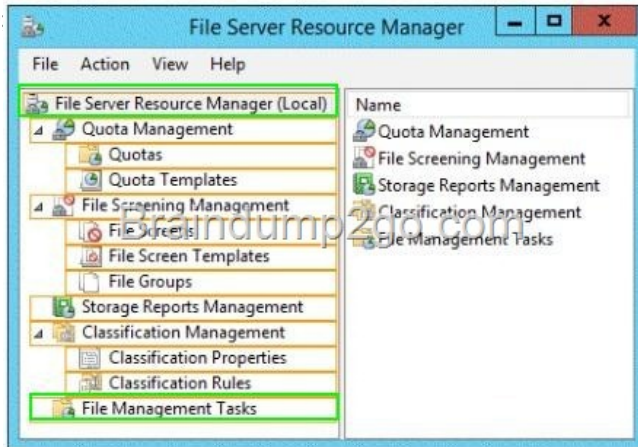 File Server Resource Manager
File Action View Help
File Server Resource Manager (Local)
Quota Management
Quotas
Quota Templates
File Screening Management
File Screens
File Screen Templates
File Groups
Storage Reports Management
Classification Management
Classification Properties
Classification Rules
File Management Tasks
Name
Quota Management
File Screening Management
Storage Reports Management
Classification Management
File Management Tasks
Braindump2go.com